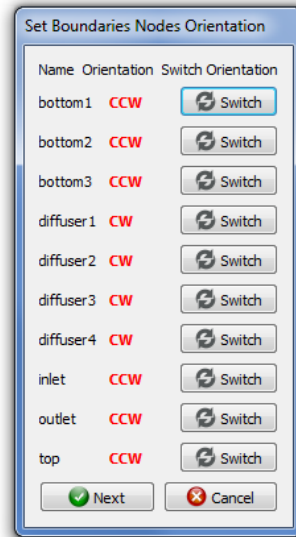 Set Boundaries Nodes Orientation
Name Orientation Switch Orientation
bottom1 CCW Switch
bottom2 CCW Switch
bottom3 CCW Switch
diffuser1 CW Switch
diffuser2 CW Switch
diffuser3 CW Switch
diffuser4 CW Switch
inlet CCW Switch
outlet CCW Switch
top CCW Switch
Next Cancel